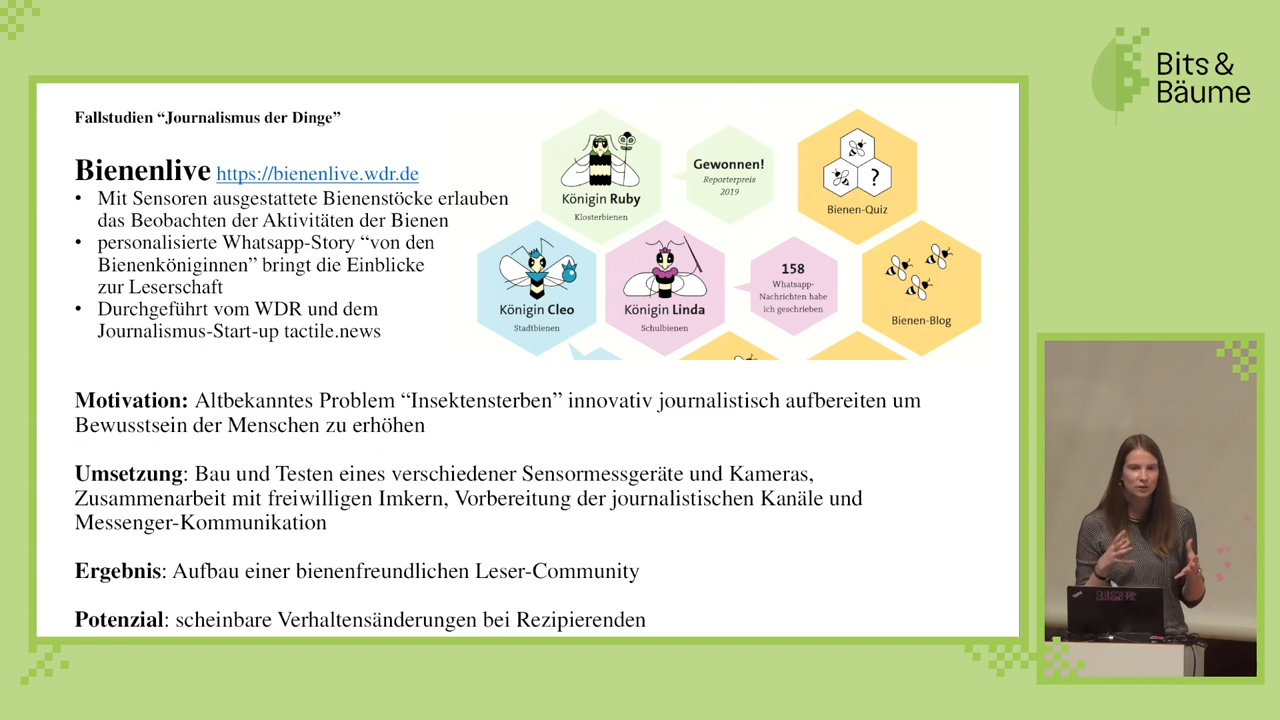 Bits &
Bäume
Fallstudien “Journalismus der Dinge”
Bienenlive https://bienenlive.wdr.de
• Mit Sensoren ausgestattete Bienenstöcke erlauben
das Beobachten der Aktivitäten der Bienen
• personalisierte Whatsapp-Story “von den
Bienenköniginnen” bringt die Einblicke
zur Leserschaft
• Durchgeführt vom WDR und dem
Journalismus-Start-up tactile.news
Königin Ruby
Klosterbienen
Gewonnen!
Reporterpreis
2019
?
Bienen-Quiz
Königin Cleo
Stadtbienen
Königin Linda
Schulbienen
158
Whatsapp-
Nachrichten habe
ich geschrieben
Bienen-Blog
Motivation: Altbekanntes Problem “Insektensterben” innovativ journalistisch aufbereiten um
Bewusstsein der Menschen zu erhöhen
Umsetzung: Bau und Testen eines verschiedener Sensormessgeräte und Kameras,
Zusammenarbeit mit freiwilligen Imkern, Vorbereitung der journalistischen Kanäle und
Messenger-Kommunikation
Ergebnis: Aufbau einer bienenfreundlichen Leser-Community
Potenzial: scheinbare Verhaltensänderungen bei Rezipierenden